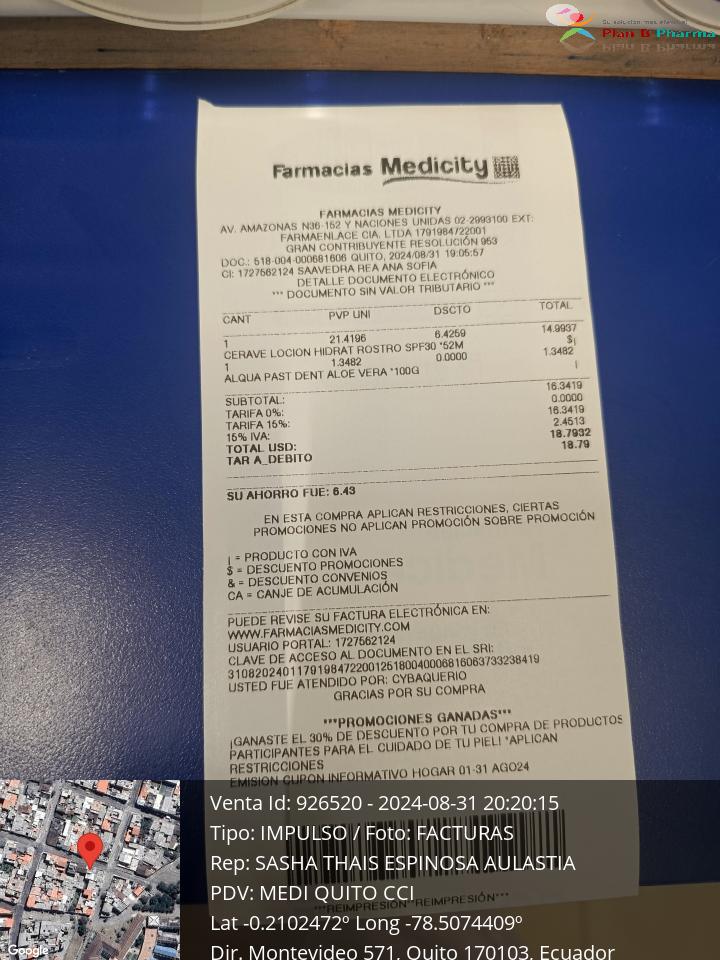 Su solución más efectiva!
Plan B Pharma
Farmacias Medicity
FARMACIAS MEDICITY
AV. AMAZONAS N36-152 Y NACIONES UNIDAS 02-2993100 EXT:
FARMAENLACE CIA. LTDA 1791984722001
GRAN CONTRIBUYENTE RESOLUCIÓN 953
DOC.: 518-004-000681606 QUITO, 2024/08/31 19:05:57
CI: 1727562124 SAAVEDRA REA ANA SOFIA
DETALLE DOCUMENTO ELECTRÓNICO
*** DOCUMENTO SIN VALOR TRIBUTARIO ***
CANT PVP UNI DSCTO TOTAL
1 21.4196 6.4259 14.9937
CERAVE LOCION HIDRAT ROSTRO SPF30 *52M $¡
1 1.3482 0.0000 1.3482
ALQUA PAST DENT ALOE VERA *100G ¡
SUBTOTAL: 16.3419
TARIFA 0%: 0.0000
TARIFA 15%: 16.3419
15% IVA: 2.4513
TOTAL USD: 18.7932
TAR A_DEBITO 18.79
SU AHORRO FUE: 6.43
EN ESTA COMPRA APLICAN RESTRICCIONES, CIERTAS
PROMOCIONES NO APLICAN PROMOCIÓN SOBRE PROMOCIÓN
¡ = PRODUCTO CON IVA
$ = DESCUENTO PROMOCIONES
& = DESCUENTO CONVENIOS
CA = CANJE DE ACUMULACIÓN
PUEDE REVISE SU FACTURA ELECTRÓNICA EN:
WWW.FARMACIASMEDICITY.COM
USUARIO PORTAL: 1727562124
CLAVE DE ACCESO AL DOCUMENTO EN EL SRI:
3108202401179198472200125180040006816063733238419
USTED FUE ATENDIDO POR: CYBAQUERIO
GRACIAS POR SU COMPRA
***PROMOCIONES GANADAS***
¡GANASTE EL 30% DE DESCUENTO POR TU COMPRA DE PRODUCTOS
PARTICIPANTES PARA EL CUIDADO DE TU PIEL! *APLICAN
RESTRICCIONES
EMISION CUPON INFORMATIVO HOGAR 01-31 AGO24
***REIMPRESIÓN***REIMPRESIÓN***
Venta Id: 926520 - 2024-08-31 20:20:15
Tipo: IMPULSO / Foto: FACTURAS
Rep: SASHA THAIS ESPINOSA AULASTIA
PDV: MEDI QUITO CCI
Lat -0.2102472º Long -78.5074409º
Dir. Montevideo 571, Quito 170103, Ecuador
Google